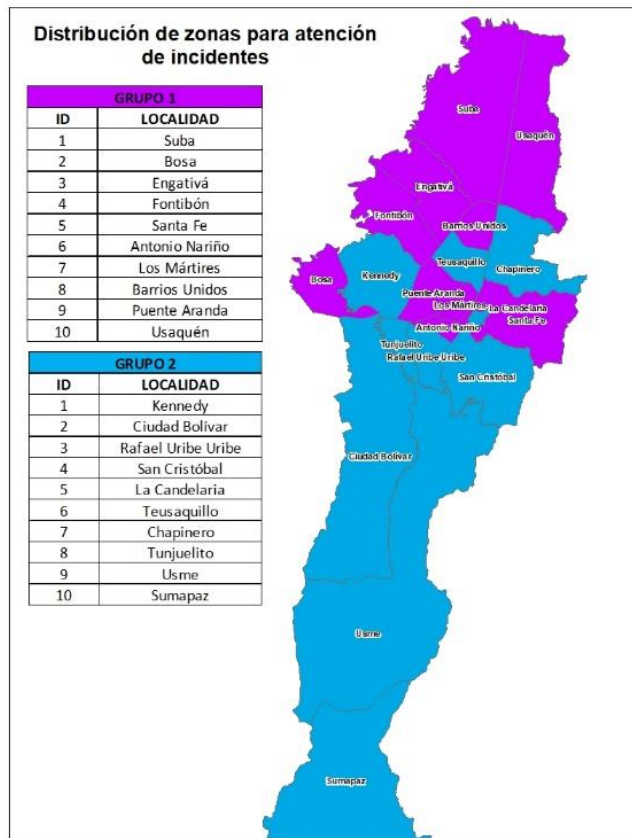 Distribución de zonas para atención
de incidentes
GRUPO 1
ID LOCALIDAD
1 Suba
2 Bosa
3 Engativá
4 Fontibón
5 Santa Fe
6 Antonio Nariño
7 Los Mártires
8 Barrios Unidos
9 Puente Aranda
10 Usaquén
GRUPO 2
ID LOCALIDAD
1 Kennedy
2 Ciudad Bolívar
3 Rafael Uribe Uribe
4 San Cristóbal
5 La Candelaria
6 Teusaquillo
7 Chapinero
8 Tunjuelito
9 Usme
10 Sumapaz
Suba
Usaquén
Engativá
Fontibón
Barrios Unidos
Teusaquillo
Chapinero
Bosa
Kennedy
Puente Aranda
Los Mártires
La Candelaria
Santa Fe
Antonio Nariño
Tunjuelito
Rafael Uribe Uribe
San Cristóbal
Ciudad Bolívar
Usme
Sumapaz